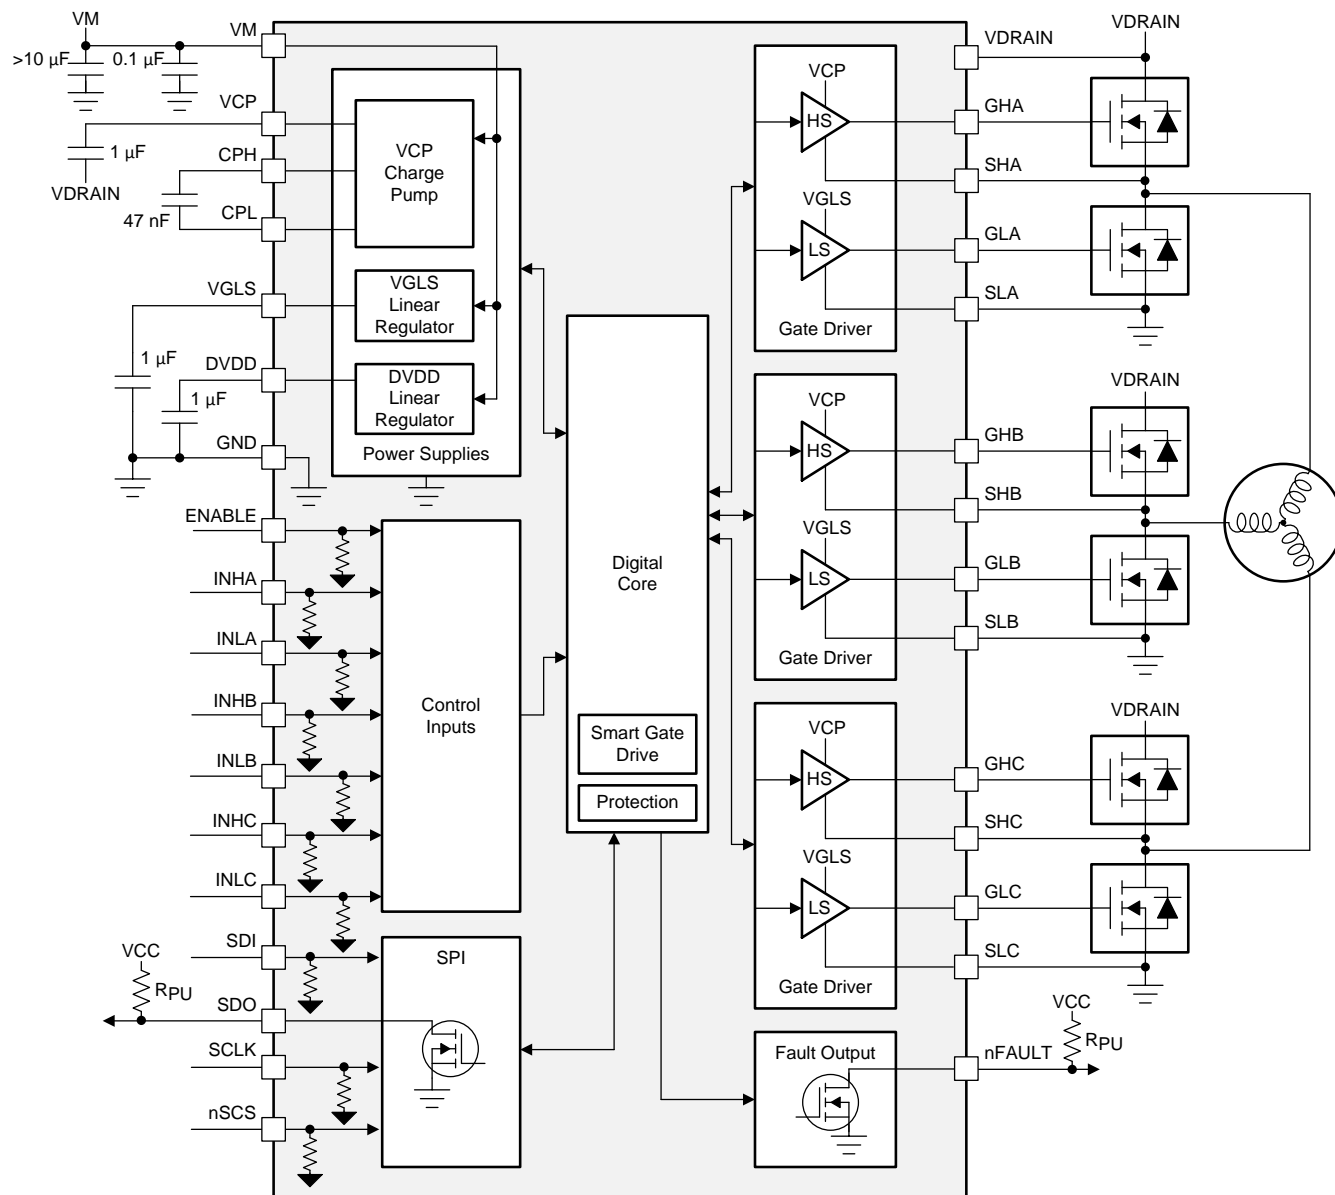 VM
>10 µF
0.1 µF
VM
VCP
1 µF
VDRAIN
CPH
47 nF
CPL
VGLS
1 µF
DVDD
1 µF
GND
VCP
Charge
Pump
VGLS
Linear
Regulator
DVDD
Linear
Regulator
Power Supplies
ENABLE
INHA
INLA
INHB
INLB
INHC
INLC
Control
Inputs
SDI
VCC
RPU
SDO
SCLK
nSCS
SPI
Digital
Core
Smart Gate
Drive
Protection
VCP
HS
VGLS
LS
Gate Driver
VCP
HS
VGLS
LS
Gate Driver
VCP
HS
VGLS
LS
Gate Driver
Fault Output
VDRAIN
VDRAIN
GHA
SHA
GLA
SLA
VDRAIN
GHB
SHB
GLB
SLB
VDRAIN
GHC
SHC
GLC
SLC
VCC
RPU
nFAULT